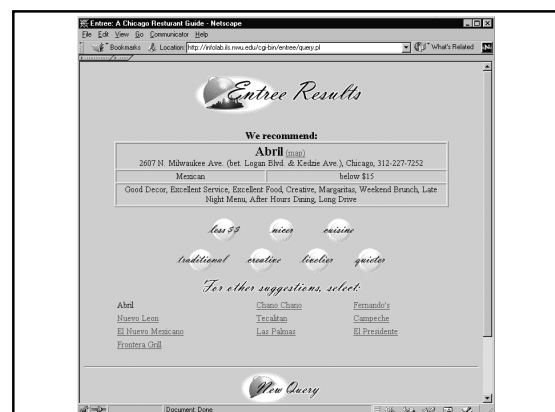 Entree: A Chicago Resturant Guide - Netscape
File Edit View Go Communicator Help
Bookmarks Location: http://infolab.ils.nwu.edu/cgi-bin/entree/query.pl What's Related
Entree Results
We recommend:
Abril (map)
2607 N. Milwaukee Ave. (bet. Logan Blvd. & Kedzie Ave.), Chicago, 312-227-7252
Mexican below $15
Good Decor, Excellent Service, Excellent Food, Creative, Margaritas, Weekend Brunch, Late
Night Menu, After Hours Dining, Long Drive
less $$ nicer cuisine
traditional creative livelier quieter
For other suggestions, select:
Abril Chano Chano Fernando's
Nuevo Leon Tecalitan Campeche
El Nuevo Mexicano Las Palmas El Presidente
Frontera Grill
New Query
Document: Done